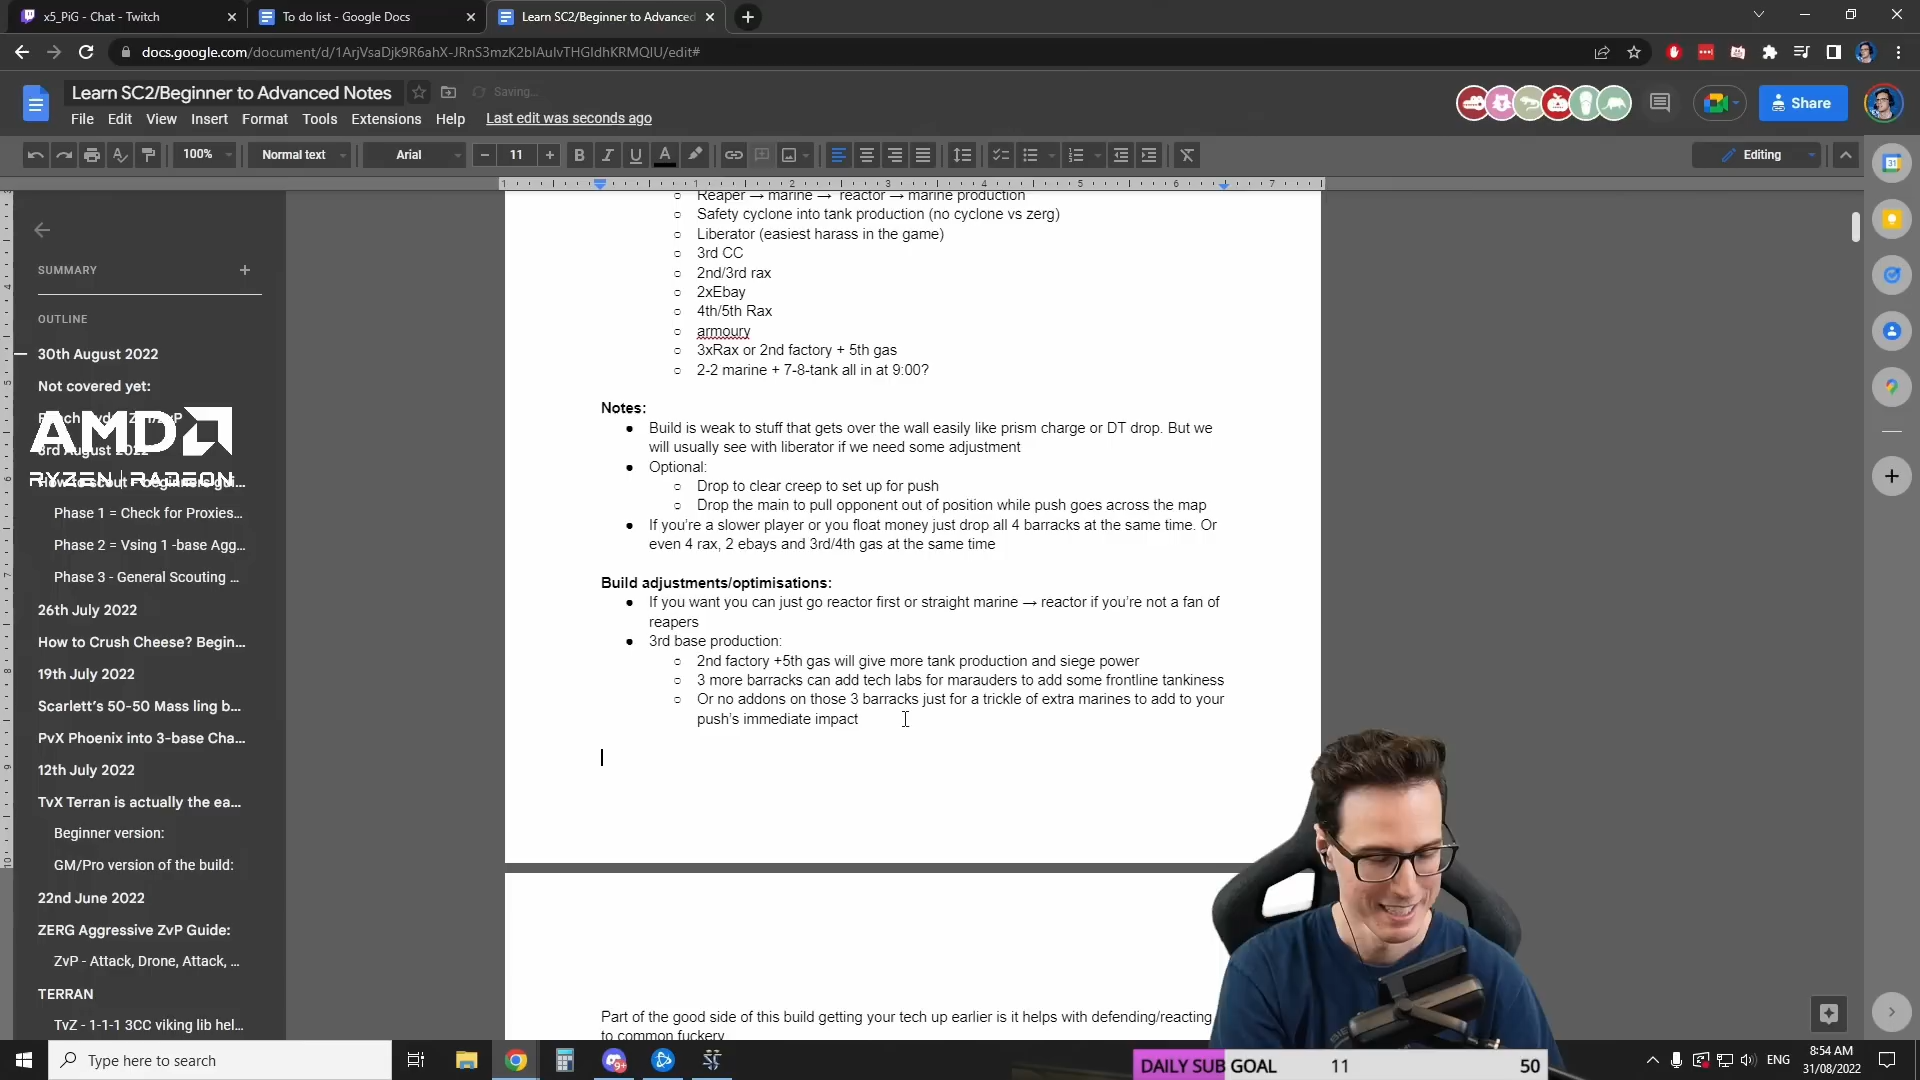 x5_PiG - Chat - Twitch
To do list - Google Docs
Learn SC2/Beginner to Advanced
docs.google.com/document/d/1ArjVsaDjk9R6ahX-JRnS3mzK2bIAulvTHGIdhKRMQIU/edit#
Learn SC2/Beginner to Advanced Notes
Saving...
File Edit View Insert Format Tools Extensions Help Last edit was seconds ago
Share
100% Normal text Arial 11 Editing
SUMMARY
OUTLINE
30th August 2022
Not covered yet:
AMD
RYZEN | RADEON
Phase 1 = Check for Proxies...
Phase 2 = Vsing 1 -base Agg...
Phase 3 - General Scouting ...
26th July 2022
How to Crush Cheese? Begin...
19th July 2022
Scarlett's 50-50 Mass ling b...
PvX Phoenix into 3-base Cha...
12th July 2022
TvX Terran is actually the ea...
Beginner version:
GM/Pro version of the build:
22nd June 2022
ZERG Aggressive ZvP Guide:
ZvP - Attack, Drone, Attack, ...
TERRAN
TvZ - 1-1-1 3CC viking lib hel...
○ Reaper → marine → reactor → marine production
○ Safety cyclone into tank production (no cyclone vs zerg)
○ Liberator (easiest harass in the game)
○ 3rd CC
○ 2nd/3rd rax
○ 2xEbay
○ 4th/5th Rax
○ armoury
○ 3xRax or 2nd factory + 5th gas
○ 2-2 marine + 7-8-tank all in at 9:00?
Notes:
● Build is weak to stuff that gets over the wall easily like prism charge or DT drop. But we
will usually see with liberator if we need some adjustment
● Optional:
○ Drop to clear creep to set up for push
○ Drop the main to pull opponent out of position while push goes across the map
● If you're a slower player or you float money just drop all 4 barracks at the same time. Or
even 4 rax, 2 ebays and 3rd/4th gas at the same time
Build adjustments/optimisations:
● If you want you can just go reactor first or straight marine → reactor if you're not a fan of
reapers
● 3rd base production:
○ 2nd factory +5th gas will give more tank production and siege power
○ 3 more barracks can add tech labs for marauders to add some frontline tankiness
○ Or no addons on those 3 barracks just for a trickle of extra marines to add to your
push's immediate impact
Part of the good side of this build getting your tech up earlier is it helps with defending/reacting
to common fuckery
Type here to search
DAILY SUB GOAL 11 50
ENG
8:54 AM
31/08/2022